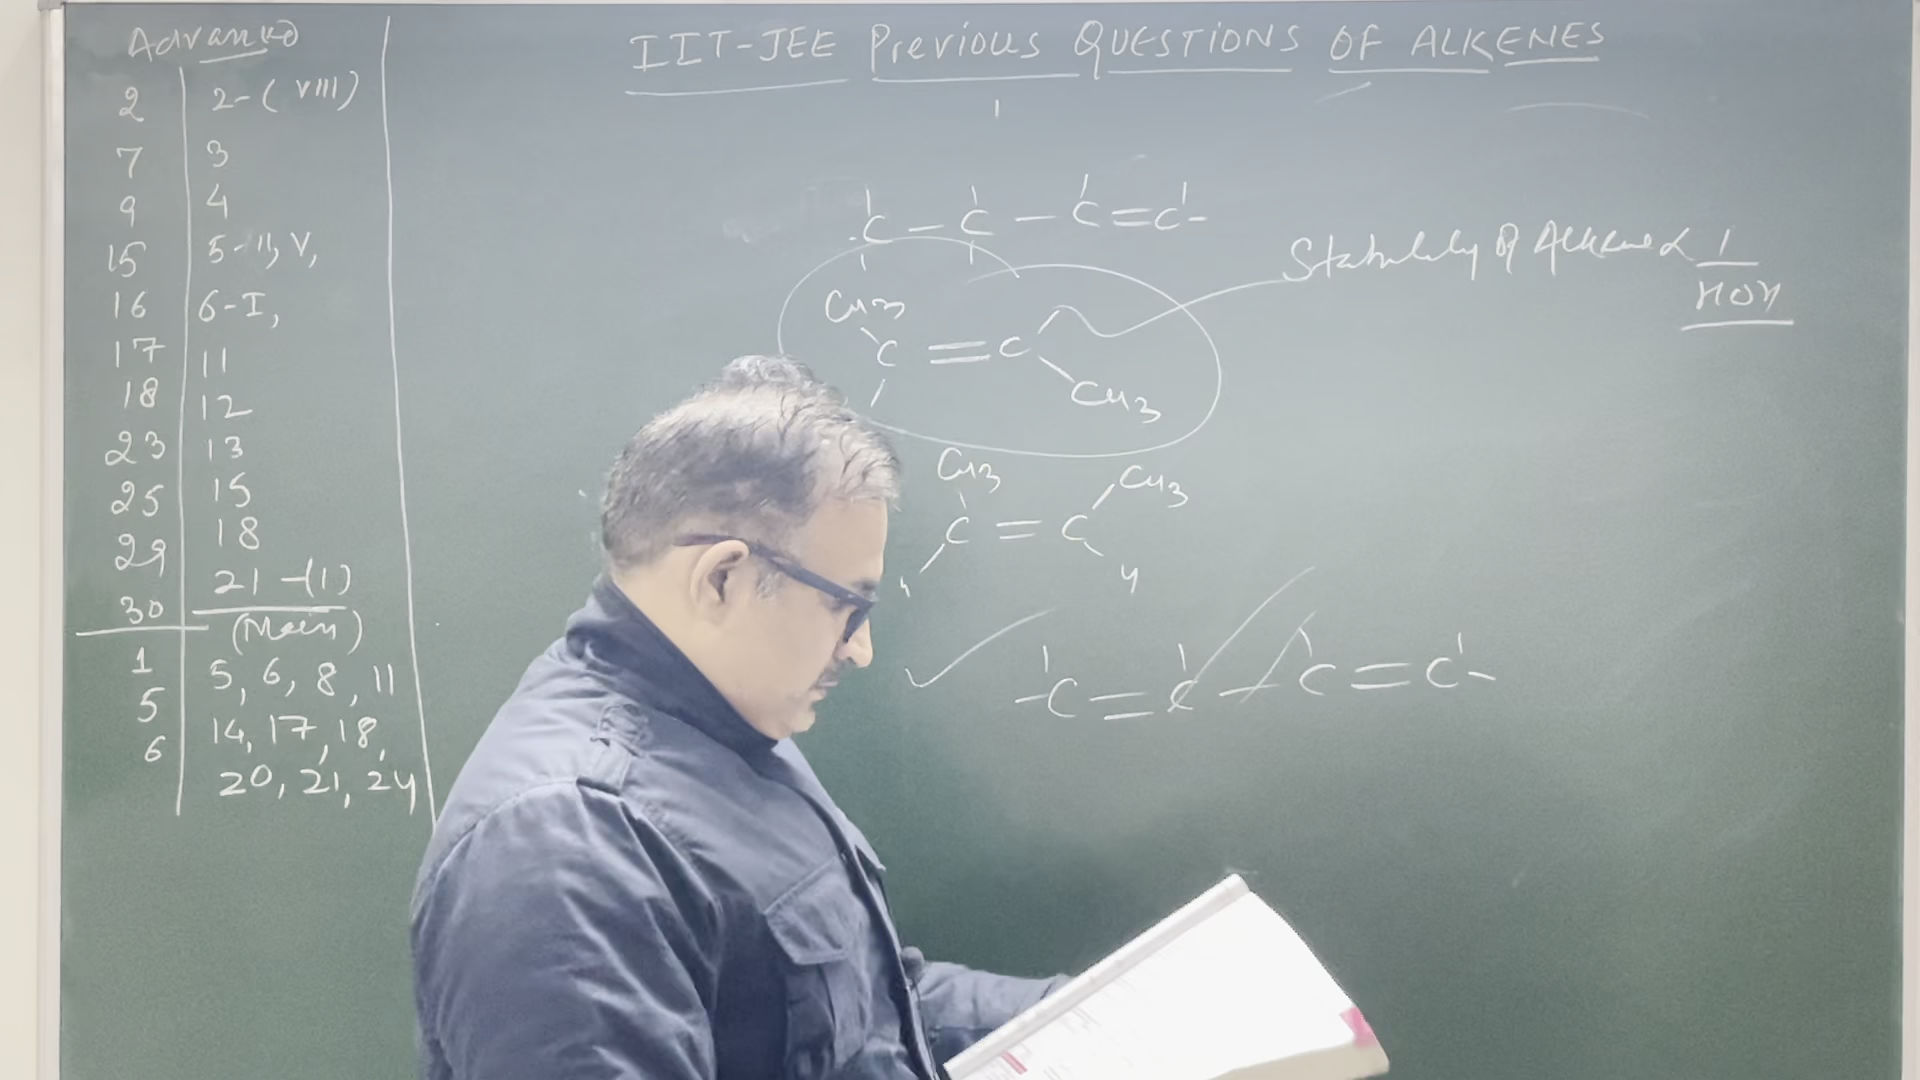 IIT-JEE Previous QUESTIONS OF ALKENES
Advanced
2 2-(VIII)
7 3
9 4
15 5-II, V,
16 6-I,
17 11
18 12
23 13
25 15
29 18
30 21-(1)
(Main)
1 5, 6, 8, 11
5 14, 17, 18,
6 20, 21, 24
C-C-C=C-
Stability of Alkene ∝ 1
HOH
CH3
C=C
CH3
CH3 CH3
C=C
H
-C=C-C=C-